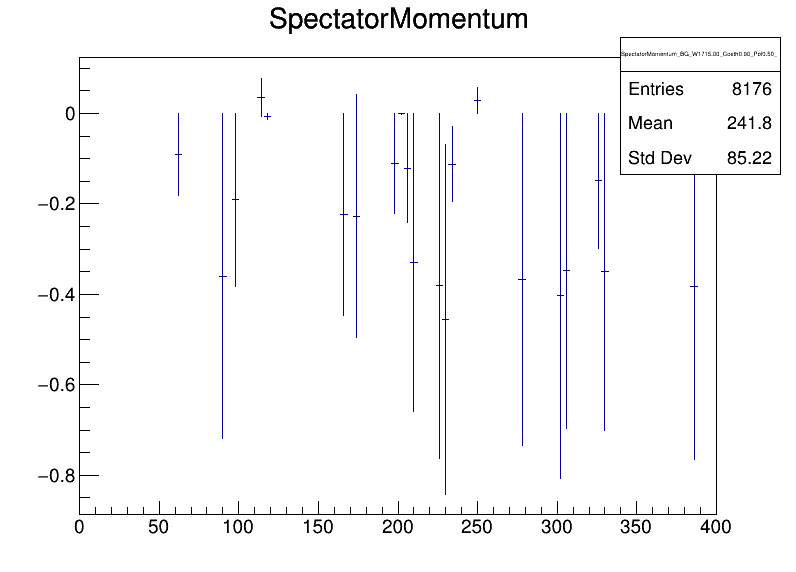 SpectatorMomentum
SpectatorMomentum_BG_W1715.00_Costh0.90_Pol0.50_
Entries 8176
Mean 241.8
Std Dev 85.22
0
−0.2
−0.4
−0.6
−0.8
0 50 100 150 200 250 300 350 400